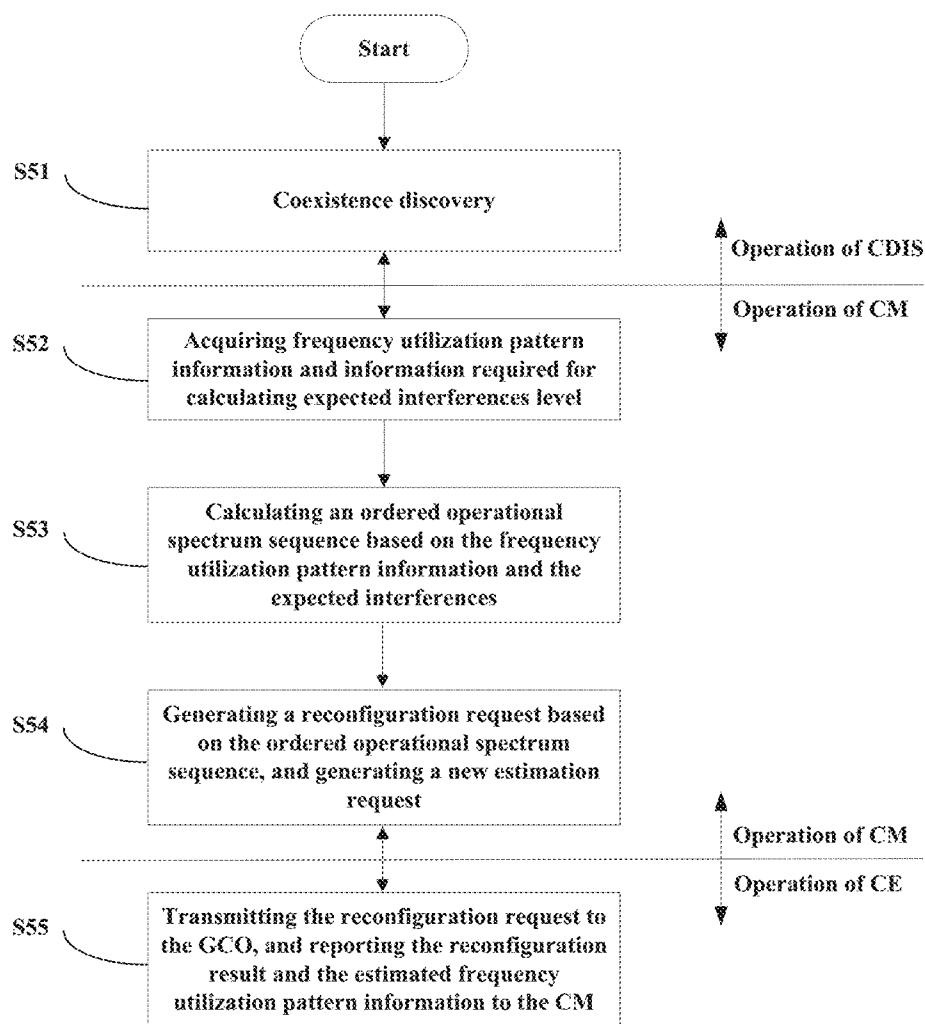 Start
S51
Coexistence discovery
Operation of CDIS
Operation of CM
S52
Acquiring frequency utilization pattern
information and information required for
calculating expected interferences level
S53
Calculating an ordered operational
spectrum sequence based on the frequency
utilization pattern information and the
expected interferences
S54
Generating a reconfiguration request based
on the ordered operational spectrum
sequence, and generating a new estimation
request
Operation of CM
Operation of CE
S55
Transmitting the reconfiguration request to
the GCO, and reporting the reconfiguration
result and the estimated frequency
utilization pattern information to the CM